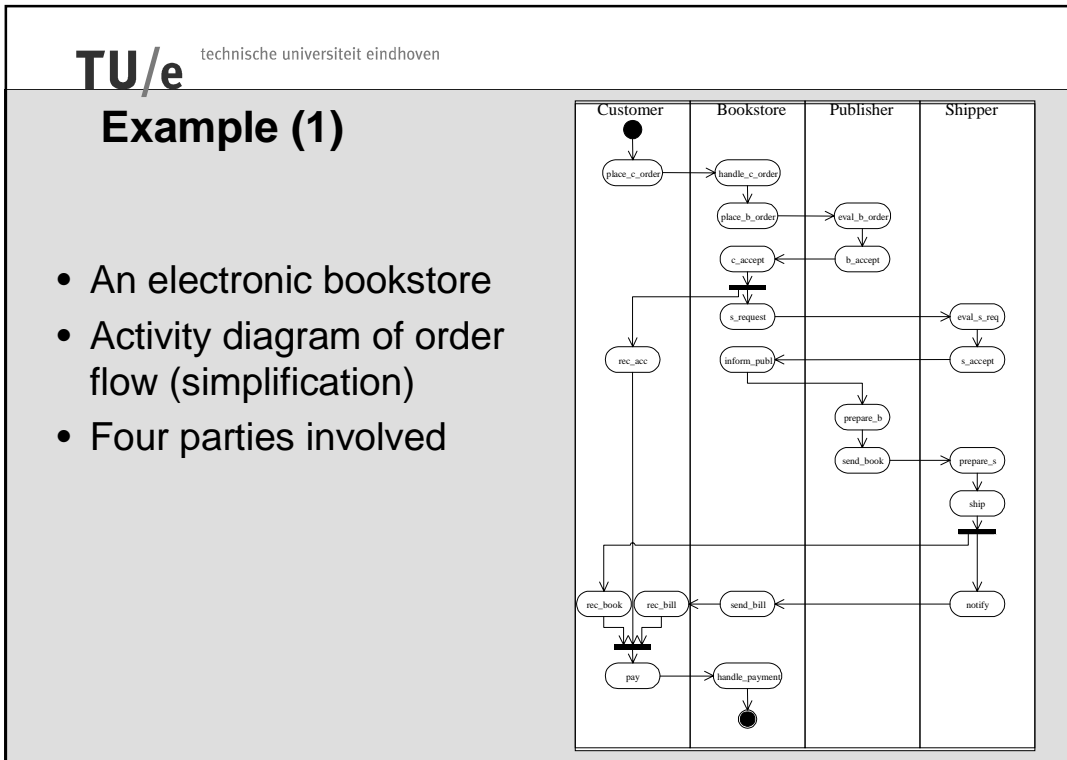 TU/e technische universiteit eindhoven
Example (1)
• An electronic bookstore
• Activity diagram of order
flow (simplification)
• Four parties involved
Customer Bookstore Publisher Shipper
place_c_order handle_c_order
place_b_order eval_b_order
c_accept b_accept
s_request eval_s_req
rec_acc inform_publ s_accept
prepare_b
send_book prepare_s
ship
rec_book rec_bill send_bill notify
pay handle_payment